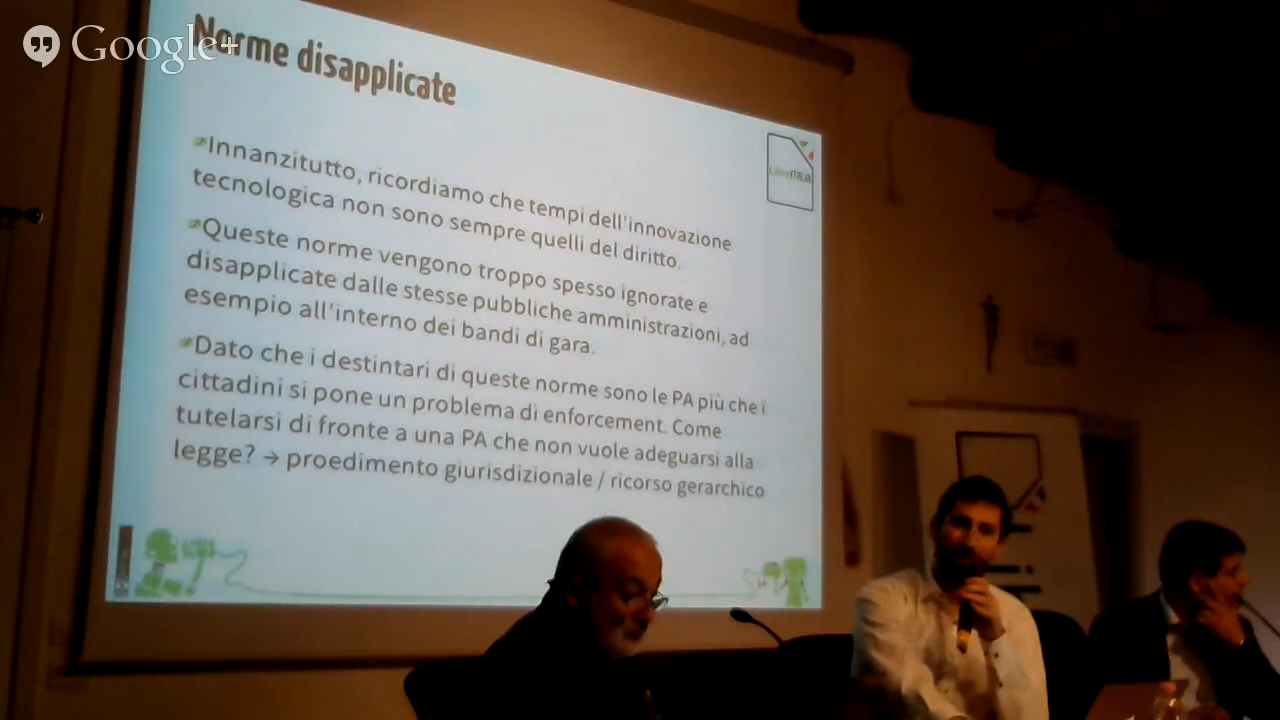 Google+
Norme disapplicate
LibreITALIA
Innanzitutto, ricordiamo che tempi dell'innovazione
tecnologica non sono sempre quelli del diritto.
Queste norme vengono troppo spesso ignorate e
disapplicate dalle stesse pubbliche amministrazioni, ad
esempio all'interno dei bandi di gara.
Dato che i destintari di queste norme sono le PA più che i
cittadini si pone un problema di enforcement. Come
tutelarsi di fronte a una PA che non vuole adeguarsi alla
legge? → proedimento giurisdizionale / ricorso gerarchico